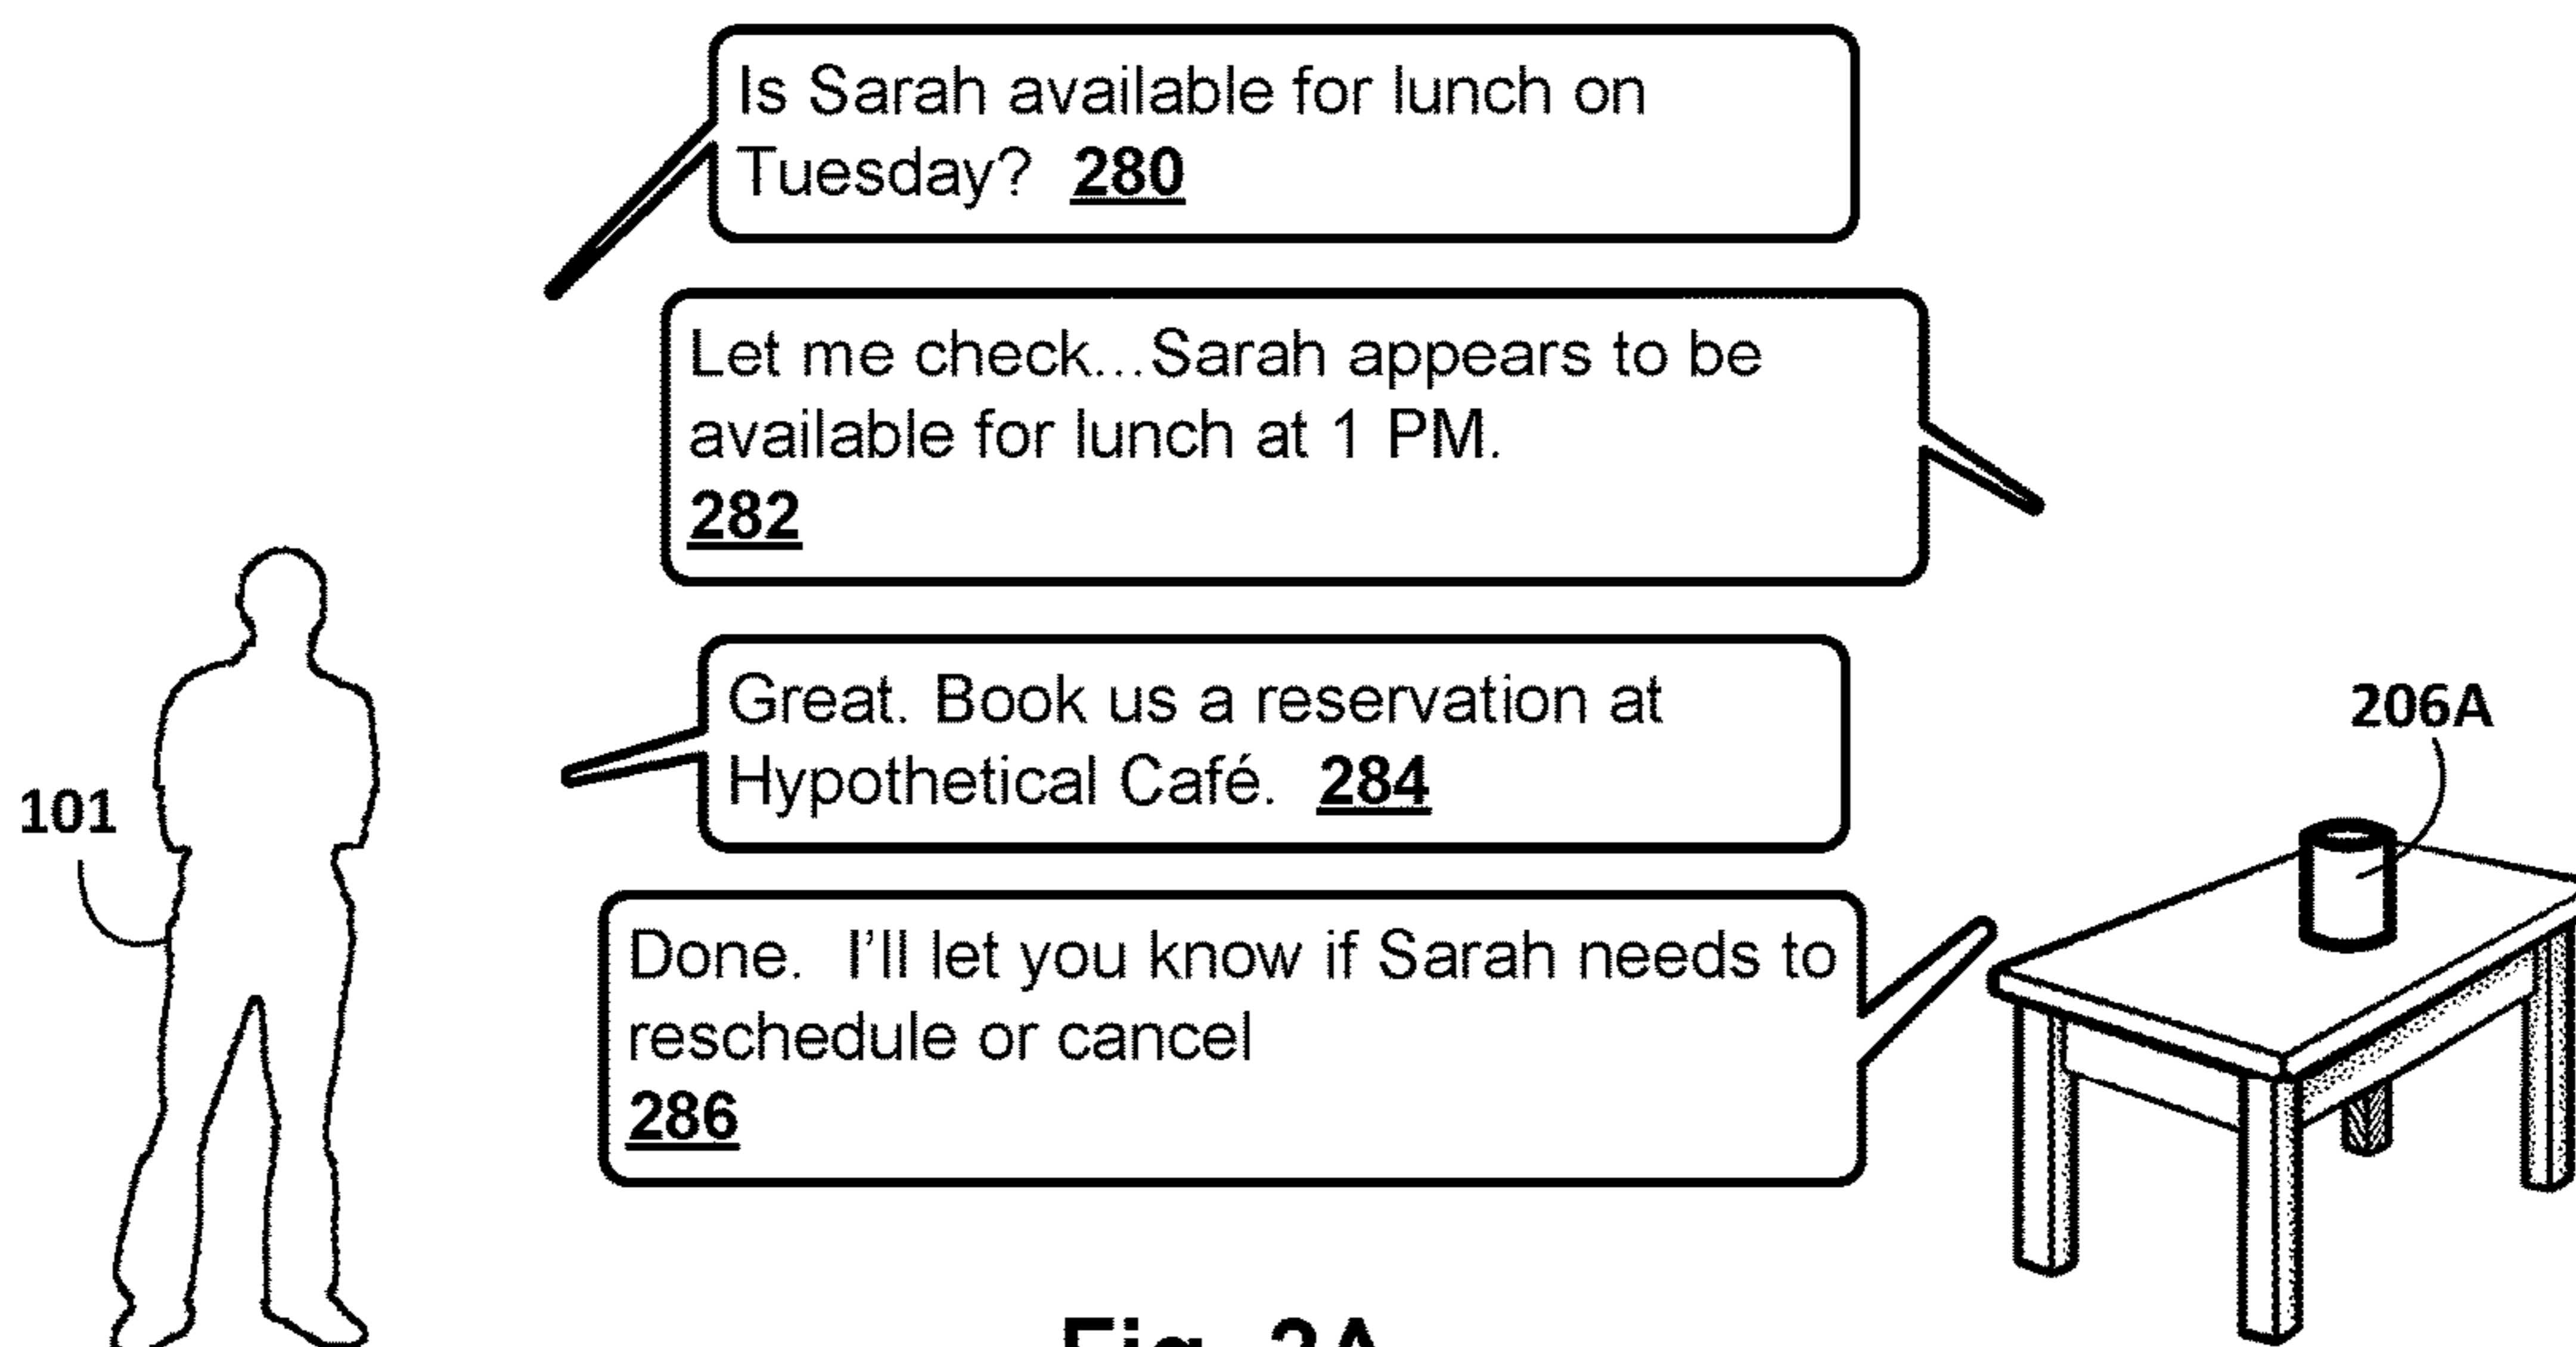 Is Sarah available for lunch on
Tuesday? 280
Let me check...Sarah appears to be
available for lunch at 1 PM.
282
Great. Book us a reservation at
Hypothetical Café. 284
206A
101
Done. I'll let you know if Sarah needs to
reschedule or cancel
286